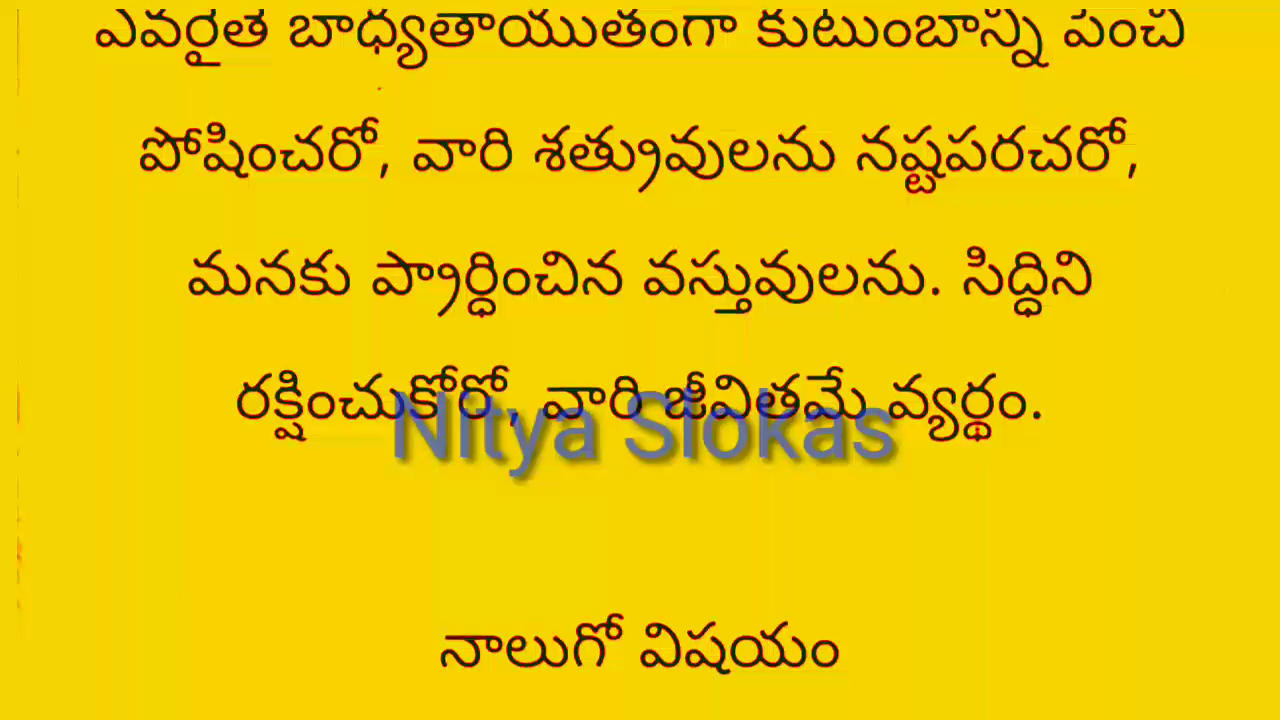 ఎవరైతే బాధ్యతాయుతంగా కుటుంబాన్ని పెంచి
పోషించరో, వారి శత్రువులను నష్టపరచరో,
మనకు ప్రార్ధించిన వస్తువులను. సిద్ధిని
రక్షించుకోరో, వారి జీవితమే వ్యర్థం.
Nitya Slokas
నాలుగో విషయం